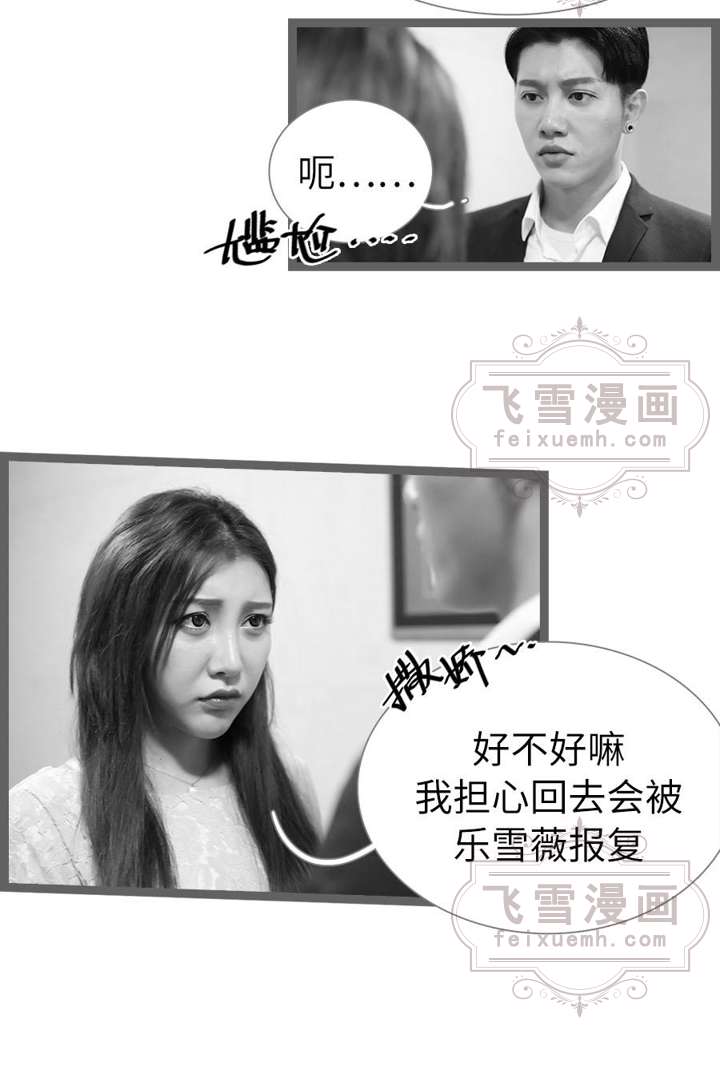 呃……
尴尬....
飞雪漫画
feixuemh.com
撒娇～..
好不好嘛
我担心回去会被
乐雪薇报复
飞雪漫画
feixuemh.com